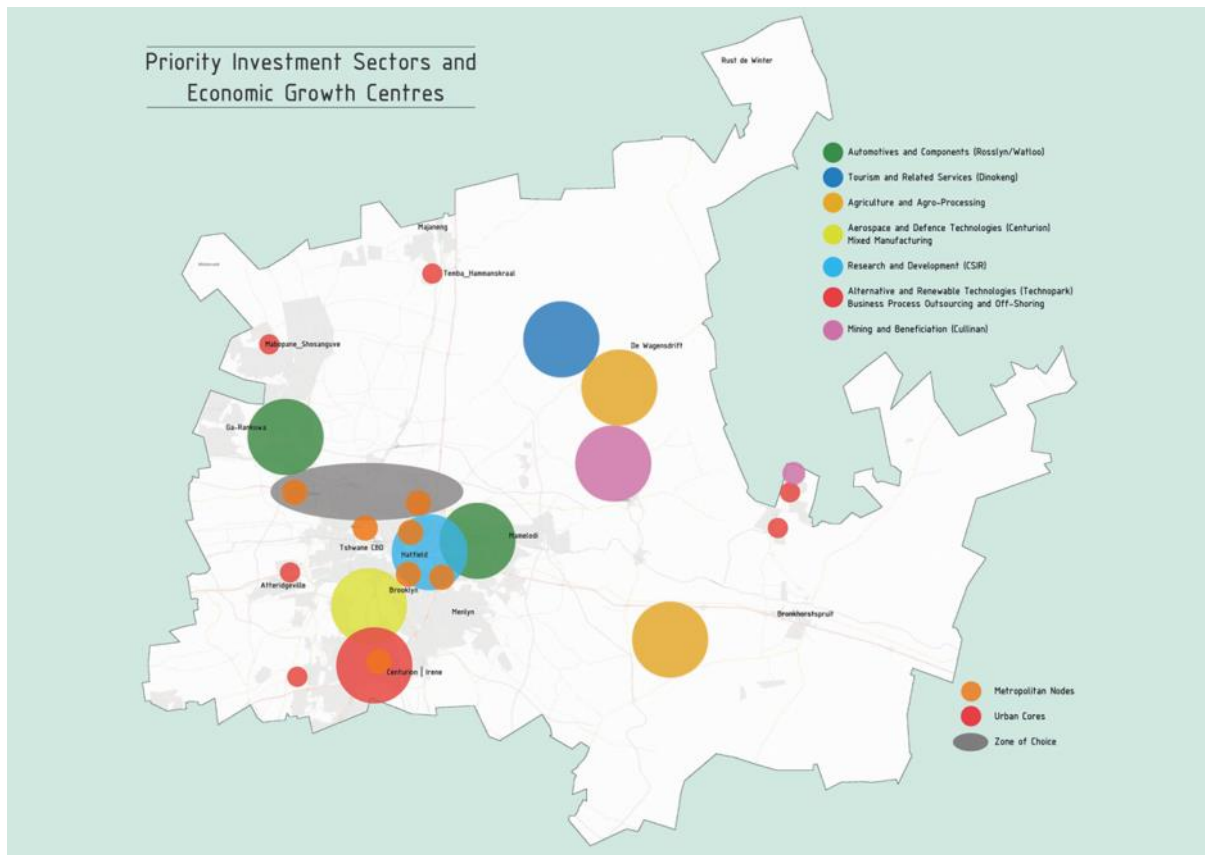 Priority Investment Sectors and
Economic Growth Centres
Rust de Winter
Automotives and Components (Rosslyn/Watloo)
Tourism and Related Services (Dinokeng)
Agriculture and Agro-Processing
Aerospace and Defence Technologies (Centurion)
Mixed Manufacturing
Research and Development (CSIR)
Alternative and Renewable Technologies (Technopark)
Business Process Outsourcing and Off-Shoring
Mining and Beneficiation (Cullinan)
Majaneng
Temba_Hammanskraal
Mabopane_Shosanguve
De Wagensdrift
Ga-Rankuwa
Tshwane CBD
Hatfield
Mamelodi
Atteridgeville
Brooklyn
Menlyn
Bronkhorstspruit
Centurion | Irene
Metropolitan Nodes
Urban Cores
Zone of Choice